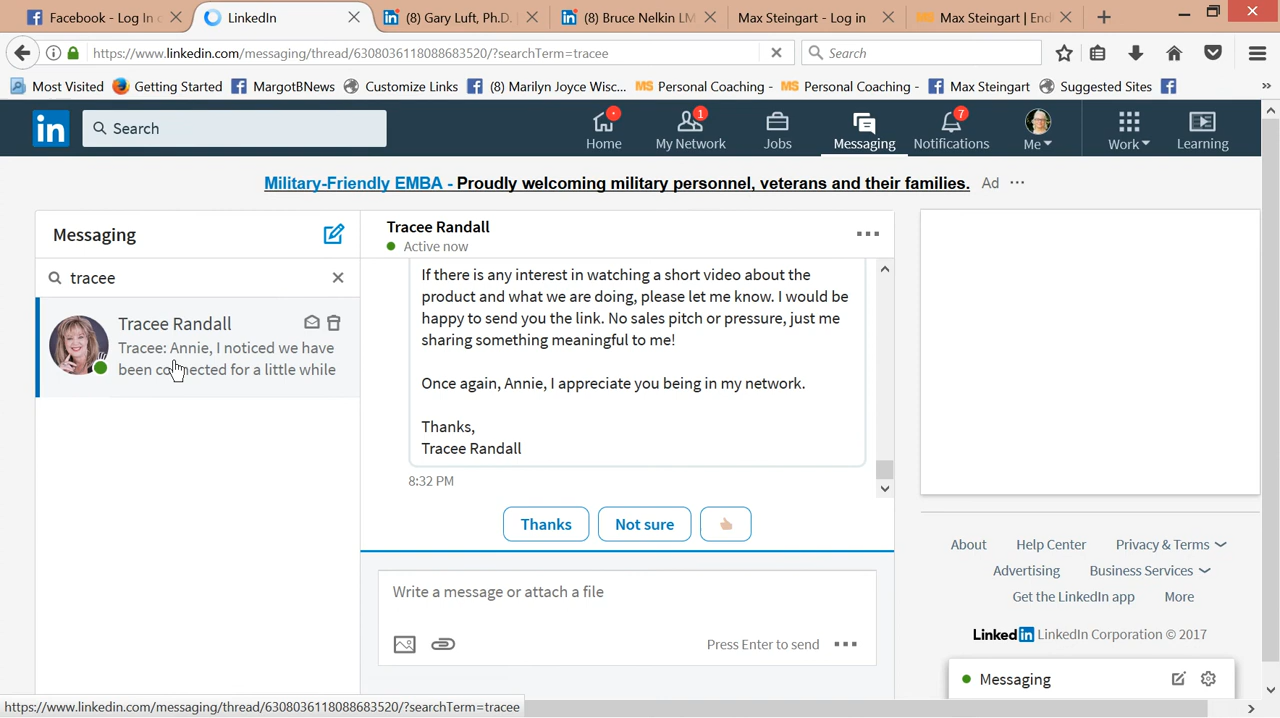 Facebook - Log In o
LinkedIn
(8) Gary Luft, Ph.D.
(8) Bruce Nelkin LM
Max Steingart - Log in
Max Steingart | End
https://www.linkedin.com/messaging/thread/6308036118088683520/?searchTerm=tracee
Search
Most Visited
Getting Started
MargotBNews
Customize Links
(8) Marilyn Joyce Wisc...
MS Personal Coaching -
MS Personal Coaching -
Max Steingart
Suggested Sites
in
Search
1
7
Home
My Network
Jobs
Messaging
Notifications
Me
Work
Learning
Military-Friendly EMBA - Proudly welcoming military personnel, veterans and their families. Ad
Messaging
tracee
Tracee Randall
Tracee: Annie, I noticed we have
been connected for a little while
Tracee Randall
Active now
If there is any interest in watching a short video about the
product and what we are doing, please let me know. I would be
happy to send you the link. No sales pitch or pressure, just me
sharing something meaningful to me!
Once again, Annie, I appreciate you being in my network.
Thanks,
Tracee Randall
8:32 PM
Thanks
Not sure
Write a message or attach a file
Press Enter to send
About
Help Center
Privacy & Terms
Advertising
Business Services
Get the LinkedIn app
More
LinkedIn LinkedIn Corporation © 2017
Messaging
https://www.linkedin.com/messaging/thread/6308036118088683520/?searchTerm=tracee